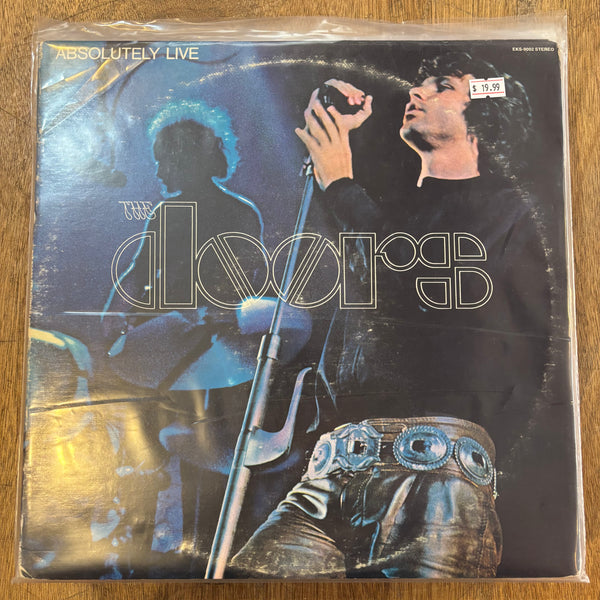 ABSOLUTELY LIVE
EKS-9002 STEREO
$ 19.99
THE
doors